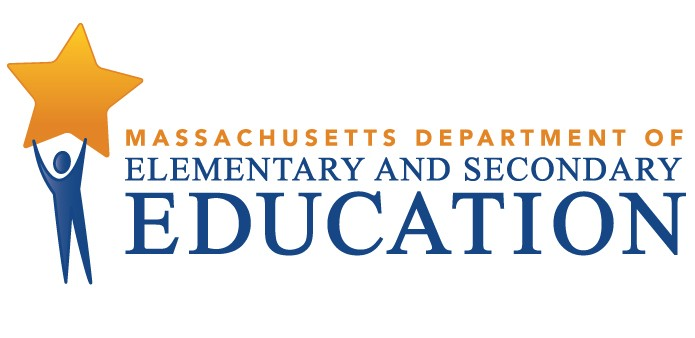 MASSACHUSETTS DEPARTMENT OF
ELEMENTARY AND SECONDARY
EDUCATION